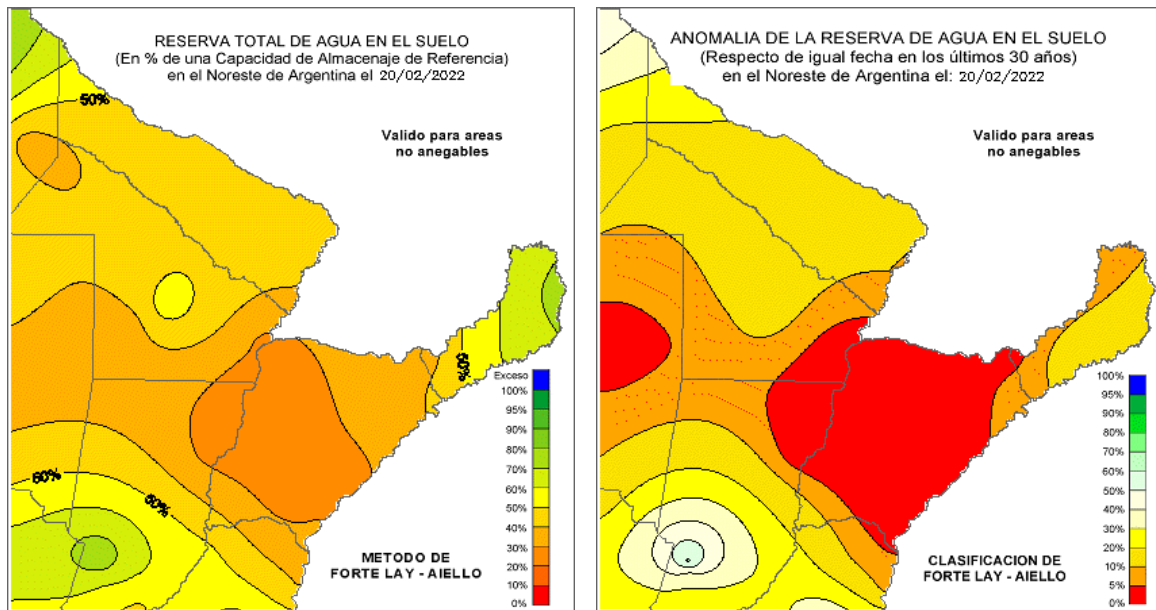 RESERVA TOTAL DE AGUA EN EL SUELO
(En % de una Capacidad de Almacenaje de Referencia)
en el Noreste de Argentina el 20/02/2022
Valido para areas
no anegables
50%
50%
60%
60%
Exceso
100%
95%
90%
80%
70%
60%
50%
40%
30%
20%
10%
0%
METODO DE
FORTE LAY - AIELLO
ANOMALIA DE LA RESERVA DE AGUA EN EL SUELO
(Respecto de igual fecha en los últimos 30 años)
en el Noreste de Argentina el: 20/02/2022
Valido para areas
no anegables
100%
95%
90%
80%
70%
60%
50%
40%
30%
20%
10%
5%
0%
CLASIFICACION DE
FORTE LAY - AIELLO